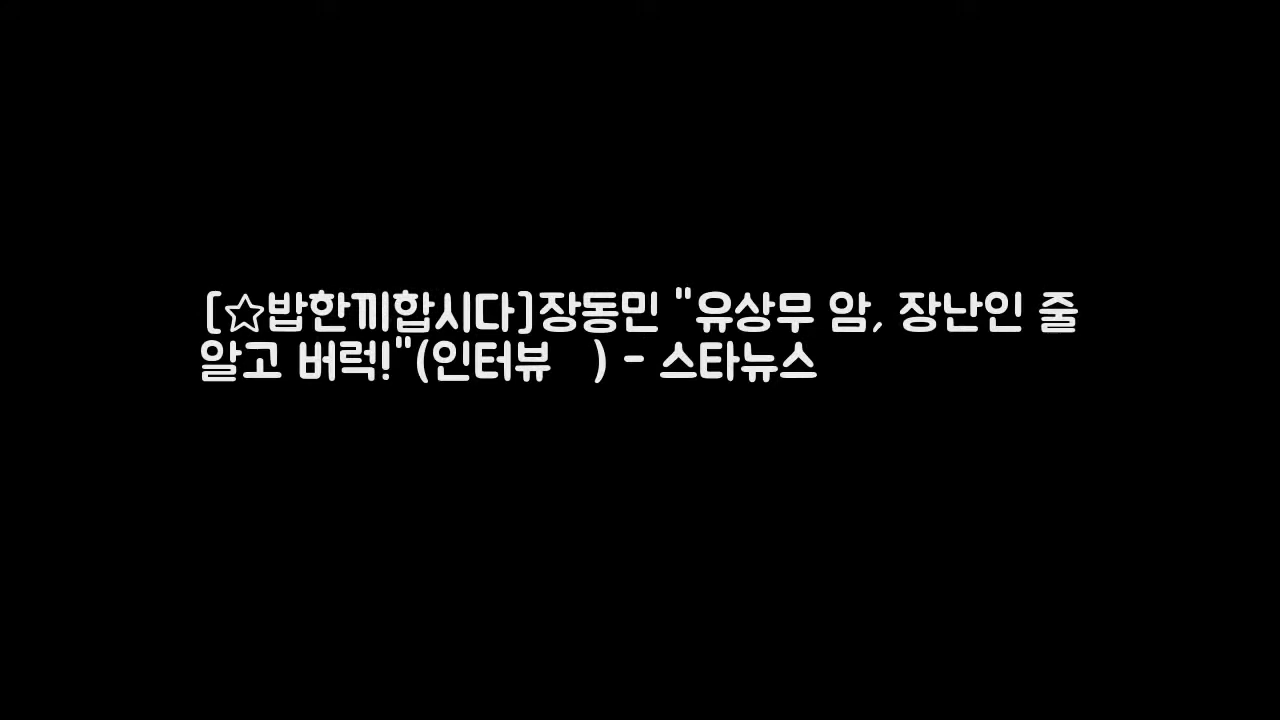 [☆밥한끼합시다]장동민 "유상무 암, 장난인 줄
알고 버럭!"(인터뷰   ) - 스타뉴스